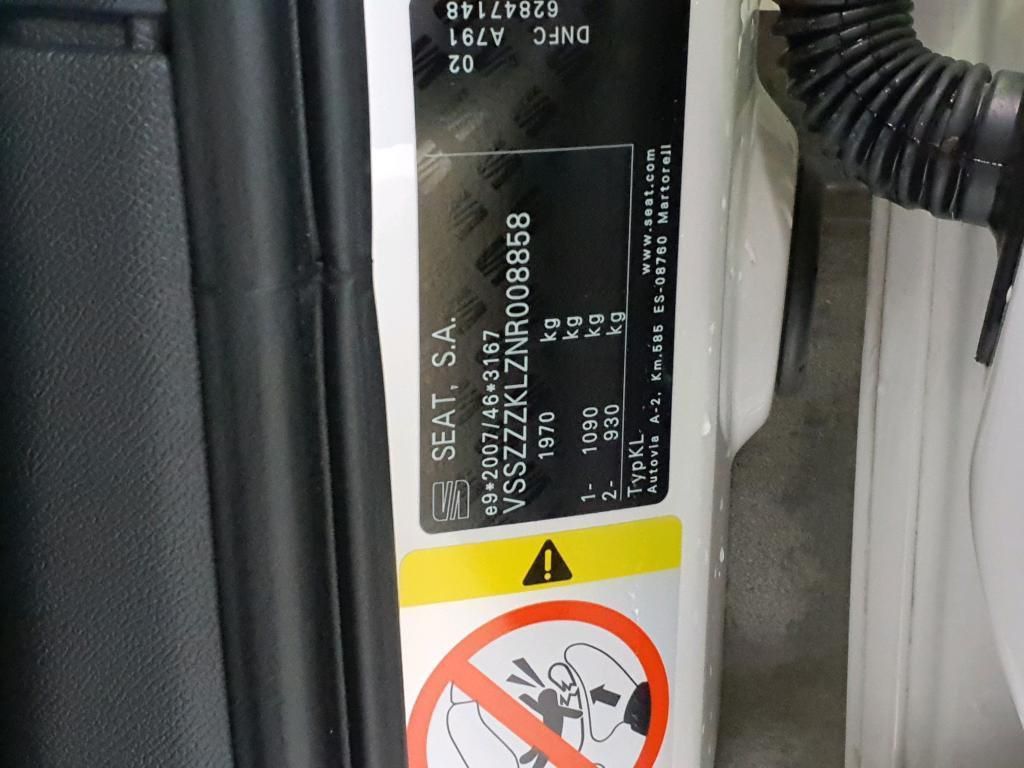 SEAT, S.A.
e9*2007/46*3167
VSSZZZKLZNR008858
1970 kg
kg
1- 1090 kg
2- 930 kg
TypKL
www.seat.com
Autovia A-2, Km.585 ES-08760 Martorell
62847148
DNFC A791
02